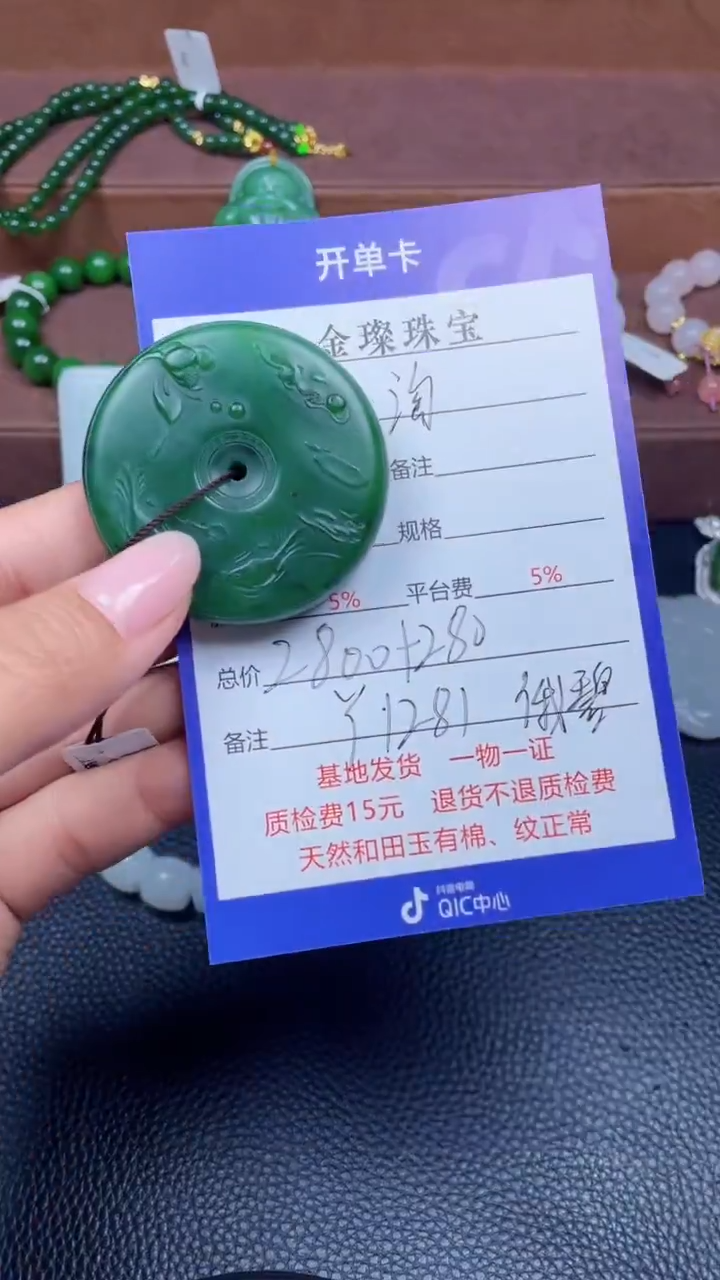 开单卡
金璨珠宝
淘
备注
规格
5% 平台费 5%
总价 2800+280
备注 Y1281 俄碧
基地发货 一物一证
质检费15元 退货不退质检费
天然和田玉有棉、纹正常
抖音电商
QIC中心